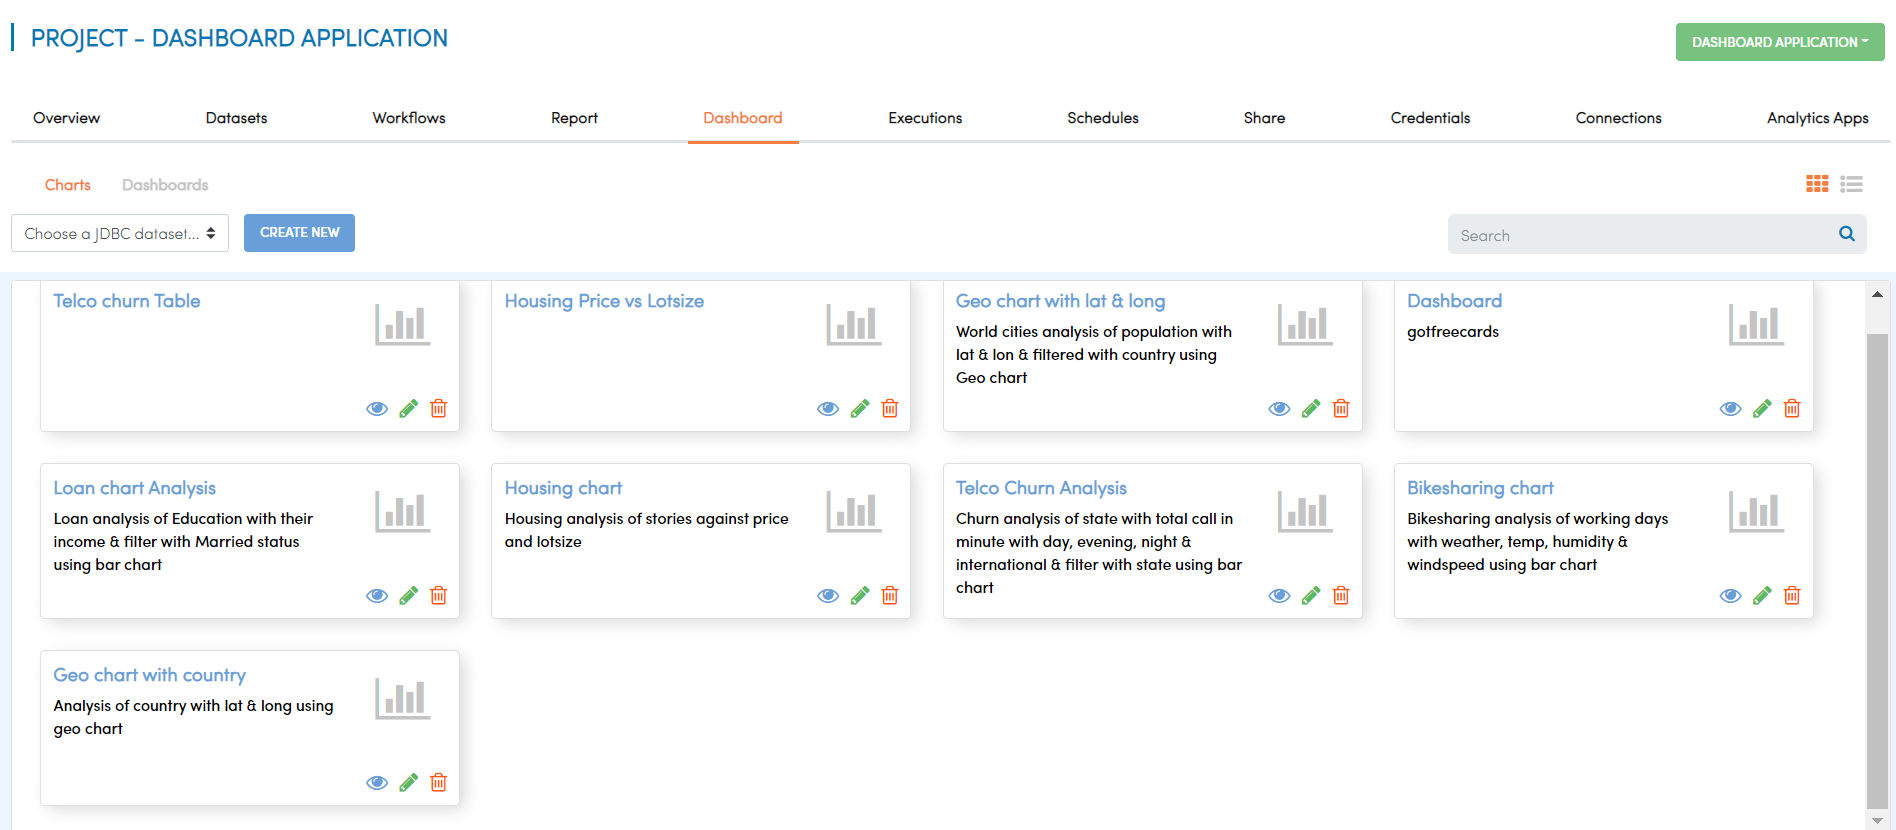 PROJECT - DASHBOARD APPLICATION
DASHBOARD APPLICATION
Overview
Datasets
Workflows
Report
Dashboard
Executions
Schedules
Share
Credentials
Connections
Analytics Apps
Charts
Dashboards
Choose a JDBC dataset...
CREATE NEW
Search
Telco churn Table
Housing Price vs Lotsize
Geo chart with lat & long
World cities analysis of population with
lat & lon & filtered with country using
Geo chart
Dashboard
gotfreecards
Loan chart Analysis
Loan analysis of Education with their
income & filter with Married status
using bar chart
Housing chart
Housing analysis of stories against price
and lotsize
Telco Churn Analysis
Churn analysis of state with total call in
minute with day, evening, night &
international & filter with state using bar
chart
Bikesharing chart
Bikesharing analysis of working days
with weather, temp, humidity &
windspeed using bar chart
Geo chart with country
Analysis of country with lat & long using
geo chart